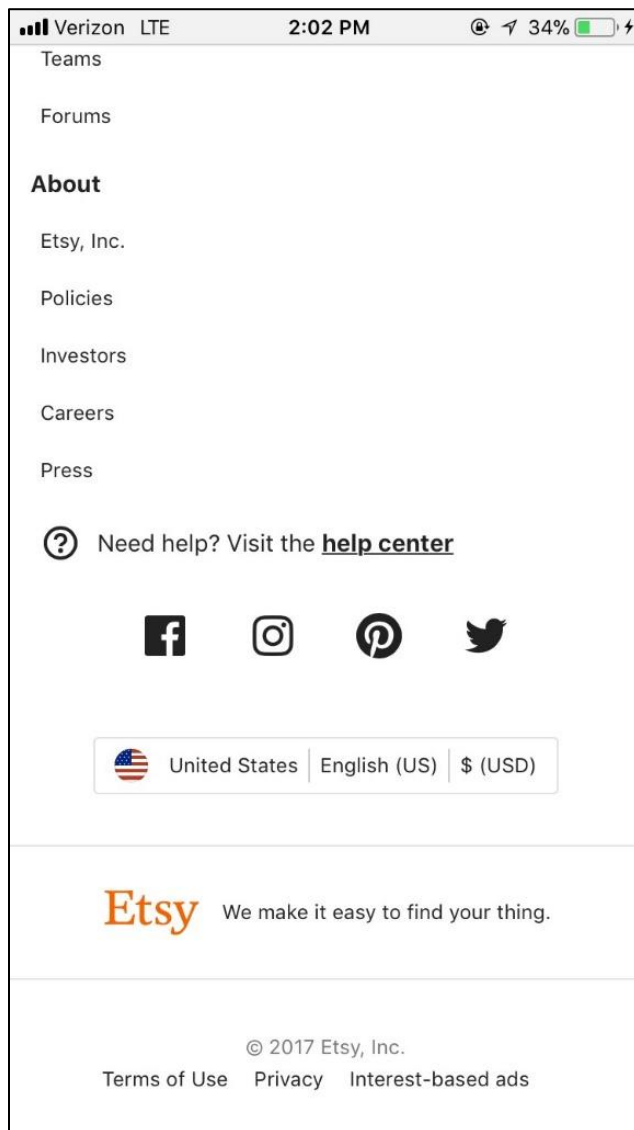 Verizon LTE 2:02 PM 34%
Teams
Forums
About
Etsy, Inc.
Policies
Investors
Careers
Press
Need help? Visit the help center
United States English (US) $ (USD)
Etsy We make it easy to find your thing.
© 2017 Etsy, Inc.
Terms of Use Privacy Interest-based ads